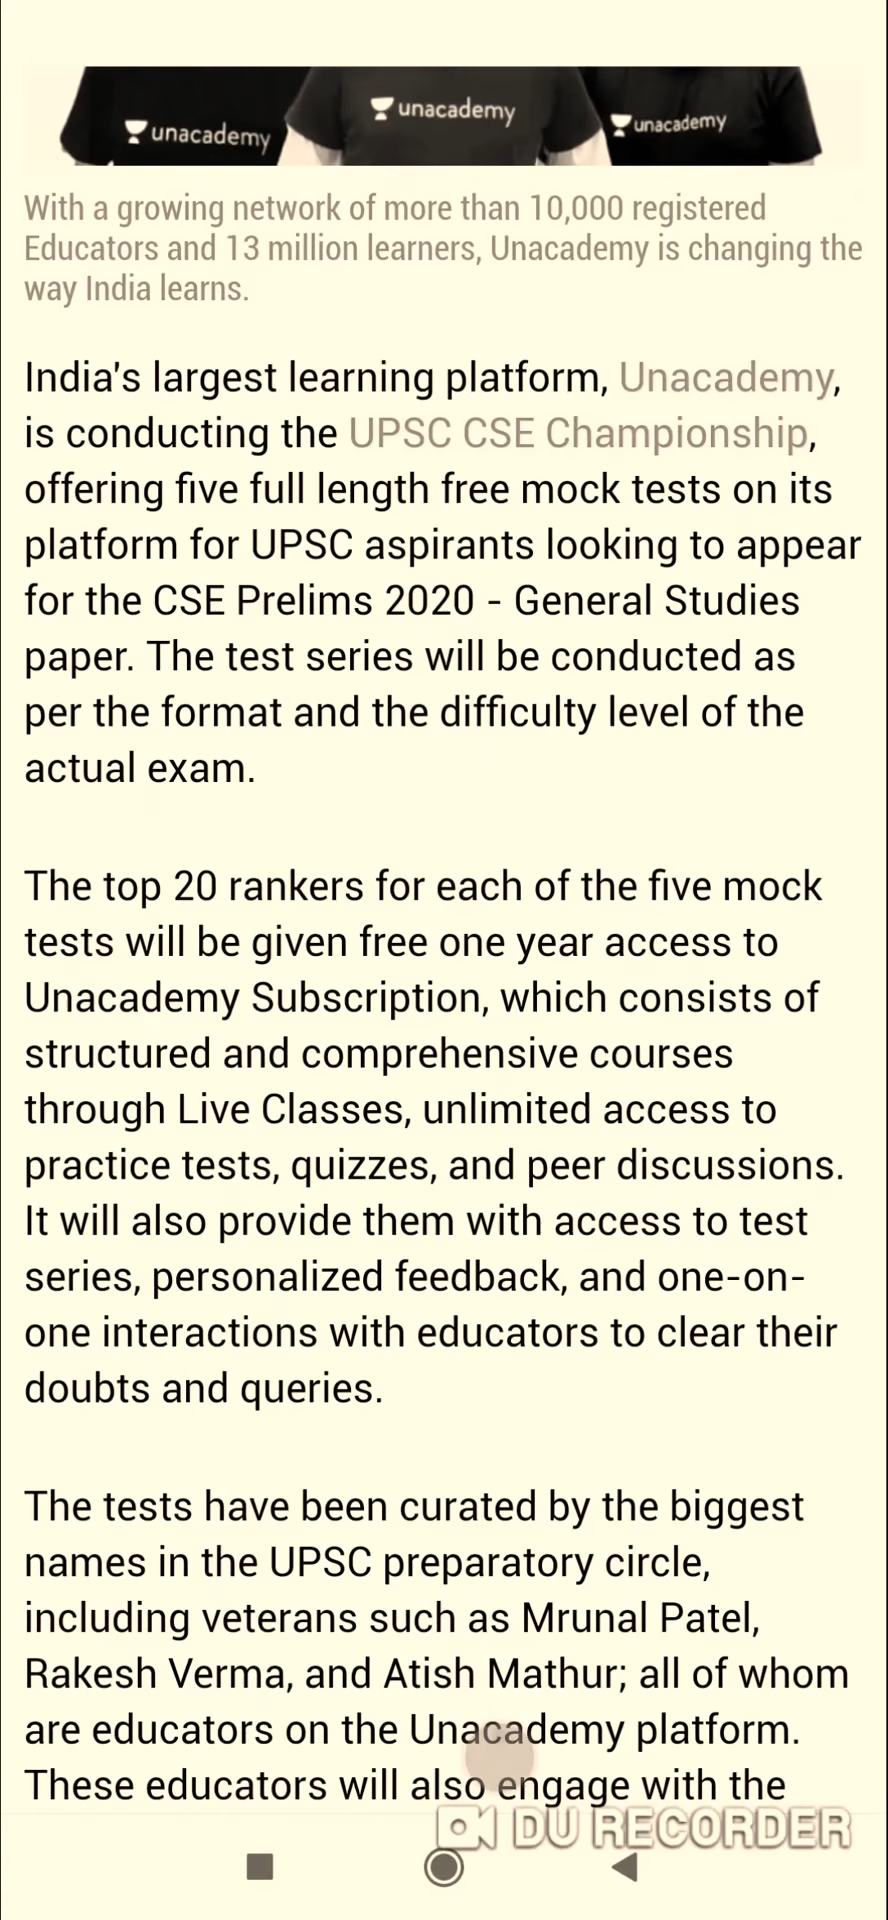 unacademy
unacademy
unacademy
With a growing network of more than 10,000 registered
Educators and 13 million learners, Unacademy is changing the
way India learns.
India's largest learning platform, Unacademy,
is conducting the UPSC CSE Championship,
offering five full length free mock tests on its
platform for UPSC aspirants looking to appear
for the CSE Prelims 2020 - General Studies
paper. The test series will be conducted as
per the format and the difficulty level of the
actual exam.
The top 20 rankers for each of the five mock
tests will be given free one year access to
Unacademy Subscription, which consists of
structured and comprehensive courses
through Live Classes, unlimited access to
practice tests, quizzes, and peer discussions.
It will also provide them with access to test
series, personalized feedback, and one-on-
one interactions with educators to clear their
doubts and queries.
The tests have been curated by the biggest
names in the UPSC preparatory circle,
including veterans such as Mrunal Patel,
Rakesh Verma, and Atish Mathur; all of whom
are educators on the Unacademy platform.
These educators will also engage with the
DU RECORDER